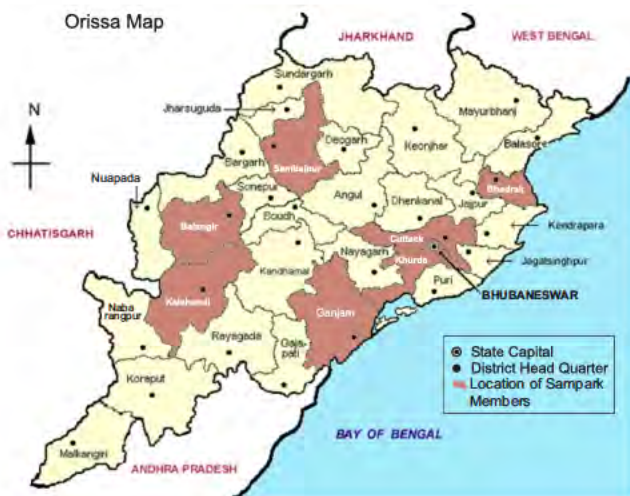 Orissa Map
JHARKHAND
WEST BENGAL
N
Sundargarh
Jharsuguda
Mayurbhanj
Deogarh
Keonjhar
Balasore
Bargarh
Sambalpur
Nuapada
Sonepur
Bhadrak
Angul
Dhenkanal
Jajpur
Boudh
Balangir
Kendrapara
CHHATISGARH
Cuttack
Nayagarh
Khurda
Jagatsinghpur
Kandhamal
Puri
Kalahandi
BHUBANESWAR
Naba
rangpur
Ganjam
Rayagada
Gaja
pati
State Capital
District Head Quarter
Location of Sampark
Members
Koraput
BAY OF BENGAL
Malkangiri
ANDHRA PRADESH